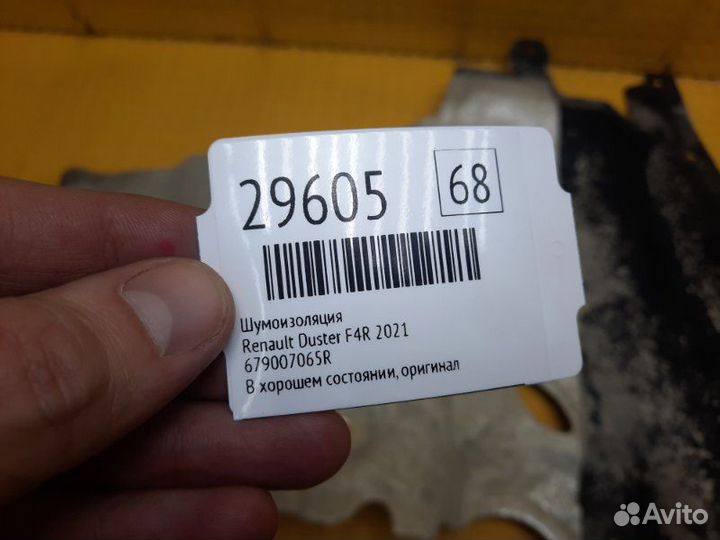 29605
68
Шумоизоляция
Renault Duster F4R 2021
679007065R
В хорошем состоянии, оригинал
Avito